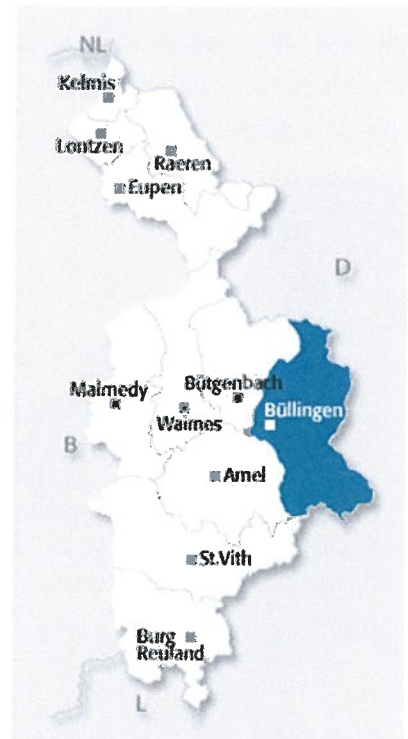 NL
Kelmis
Lontzen
Raeren
Eupen
D
Malmedy
Bütgenbach
Waimes
Büllingen
B
Amel
St.Vith
Burg
Reuland
L